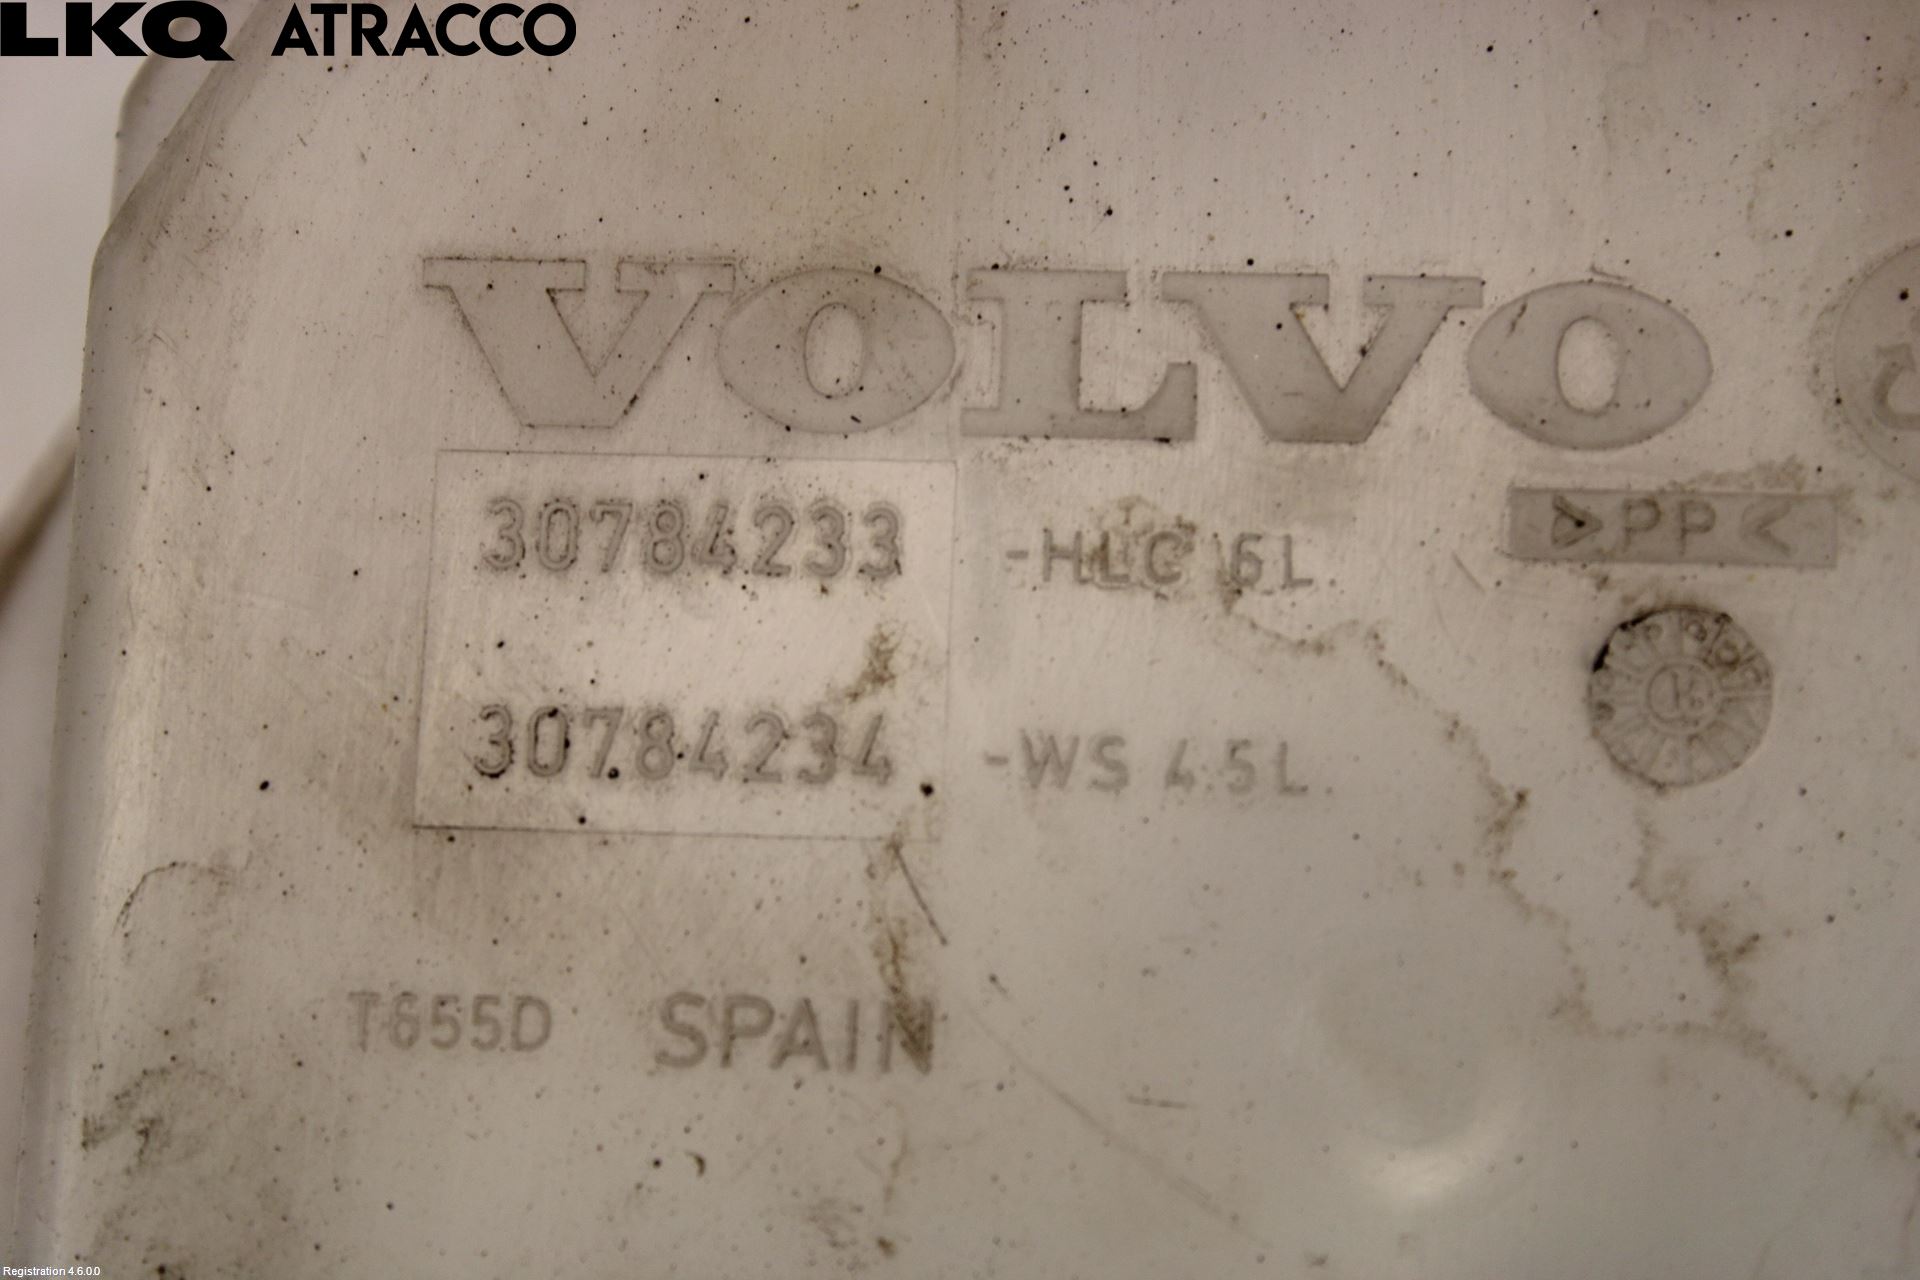 LKQ ATRACCO
VOLVO
30784233 -HLC 6L.
>PP<
30784234 -WS 4.5L.
T655D SPAIN
Registration 4.6.0.0